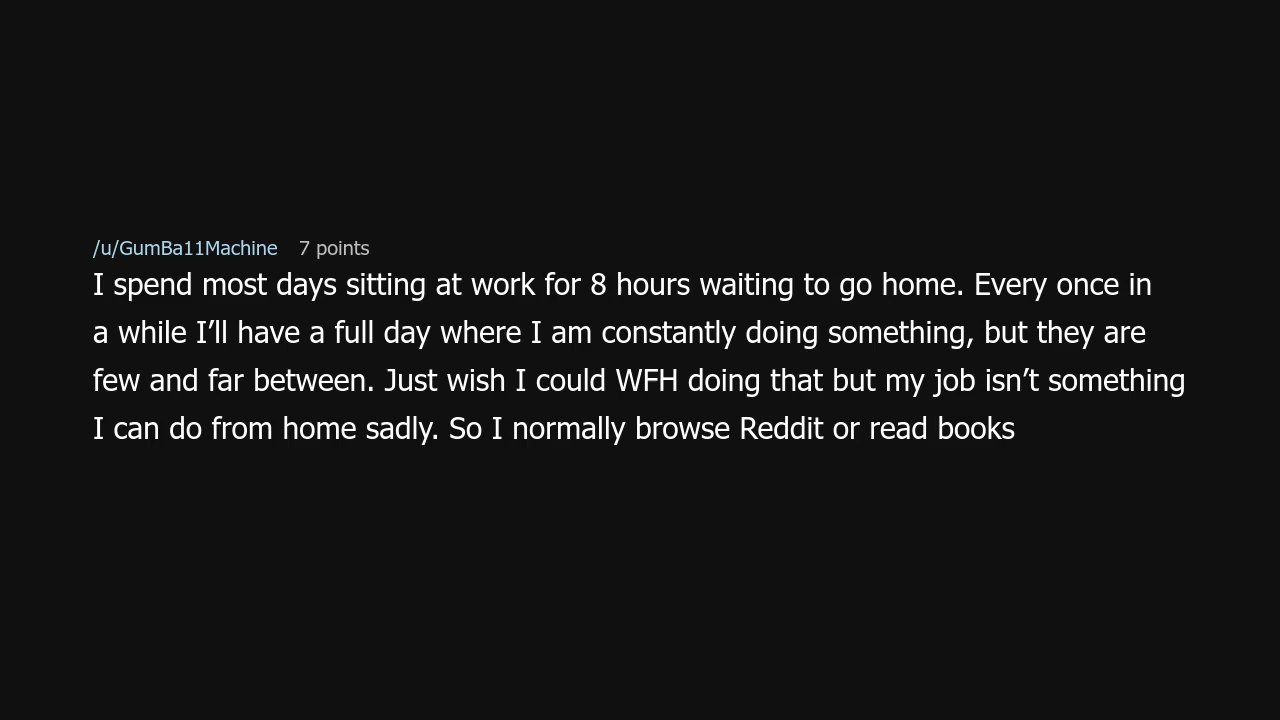 /u/GumBa11Machine 7 points
I spend most days sitting at work for 8 hours waiting to go home. Every once in
a while I’ll have a full day where I am constantly doing something, but they are
few and far between. Just wish I could WFH doing that but my job isn’t something
I can do from home sadly. So I normally browse Reddit or read books